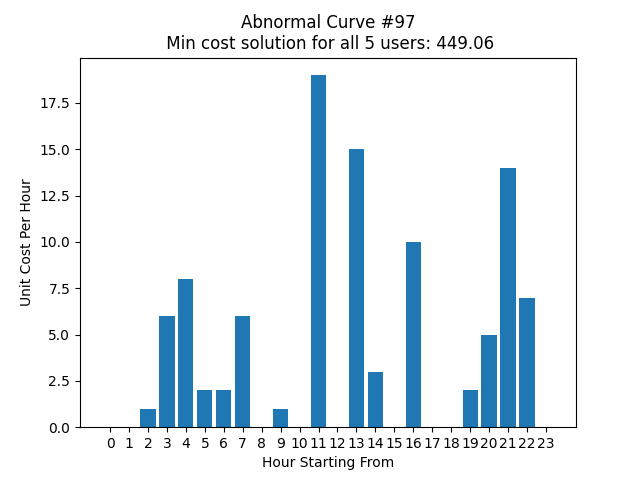 Abnormal Curve #97
Min cost solution for all 5 users: 449.06
Unit Cost Per Hour
17.5
15.0
12.5
10.0
7.5
5.0
2.5
0.0
0 1 2 3 4 5 6 7 8 9 10 11 12 13 14 15 16 17 18 19 20 21 22 23
Hour Starting From